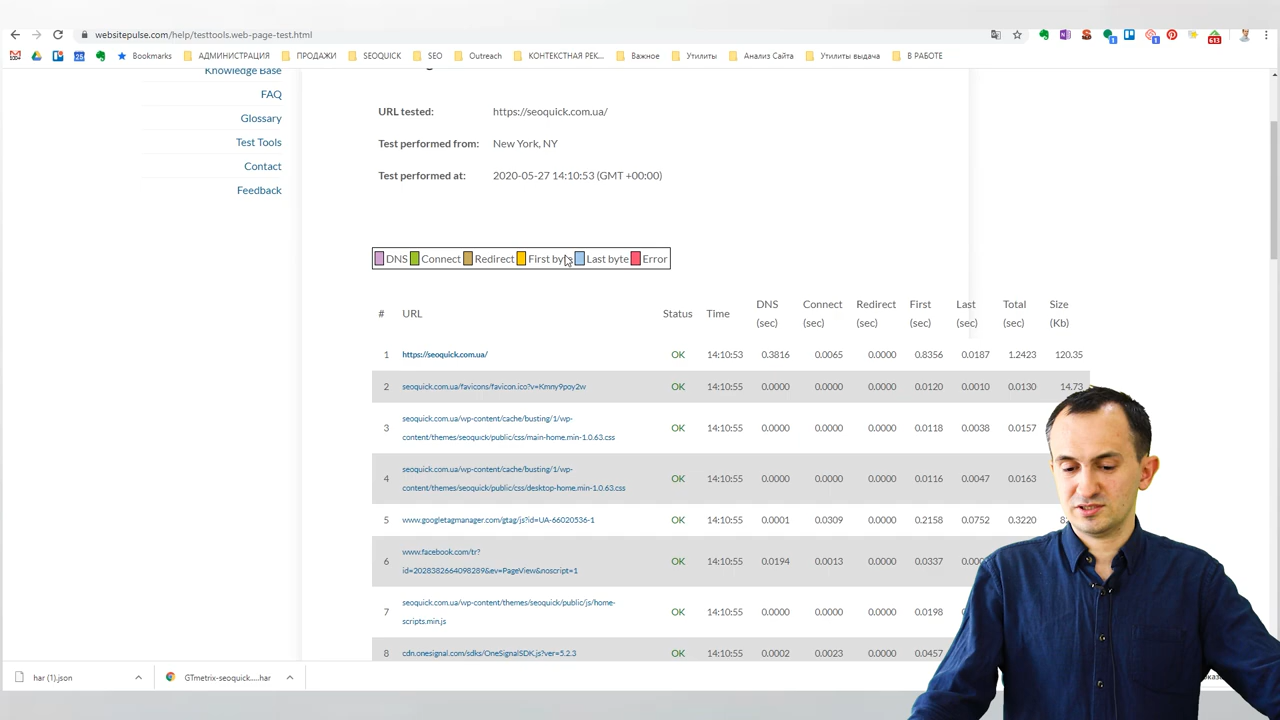 websitepulse.com/help/testtools.web-page-test.html
613
25
Bookmarks АДМИНИСТРАЦИЯ ПРОДАЖИ SEOQUICK SEO Outreach КОНТЕКСТНАЯ РЕК... Важное Утилиты Анализ Сайта Утилиты выдача В РАБОТЕ
Knowledge Base
FAQ
Glossary
Test Tools
Contact
Feedback
URL tested: https://seoquick.com.ua/
Test performed from: New York, NY
Test performed at: 2020-05-27 14:10:53 (GMT +00:00)
DNS Connect Redirect First byte Last byte Error
# URL Status Time DNS (sec) Connect (sec) Redirect (sec) First (sec) Last (sec) Total (sec) Size (Kb)
1 https://seoquick.com.ua/ OK 14:10:53 0.3816 0.0065 0.0000 0.8356 0.0187 1.2423 120.35
2 seoquick.com.ua/favicons/favicon.ico?v=Kmny9poy2w OK 14:10:55 0.0000 0.0000 0.0000 0.0120 0.0010 0.0130 14.73
3 seoquick.com.ua/wp-content/cache/busting/1/wp-
content/themes/seoquick/public/css/main-home.min-1.0.63.css OK 14:10:55 0.0000 0.0000 0.0000 0.0118 0.0038 0.0157
4 seoquick.com.ua/wp-content/cache/busting/1/wp-
content/themes/seoquick/public/css/desktop-home.min-1.0.63.css OK 14:10:55 0.0000 0.0000 0.0000 0.0116 0.0047 0.0163
5 www.googletagmanager.com/gtag/js?id=UA-66020536-1 OK 14:10:55 0.0001 0.0309 0.0000 0.2158 0.0752 0.3220
6 www.facebook.com/tr?
id=2028382664098289&ev=PageView&noscript=1 OK 14:10:55 0.0194 0.0013 0.0000 0.0337
7 seoquick.com.ua/wp-content/themes/seoquick/public/js/home-
scripts.min.js OK 14:10:55 0.0000 0.0000 0.0000 0.0198
8 cdn.onesignal.com/sdks/OneSignalSDK.js?ver=5.2.3 OK 14:10:55 0.0002 0.0023 0.0000 0.0457
har (1).json
GTmetrix-seoquick.....har